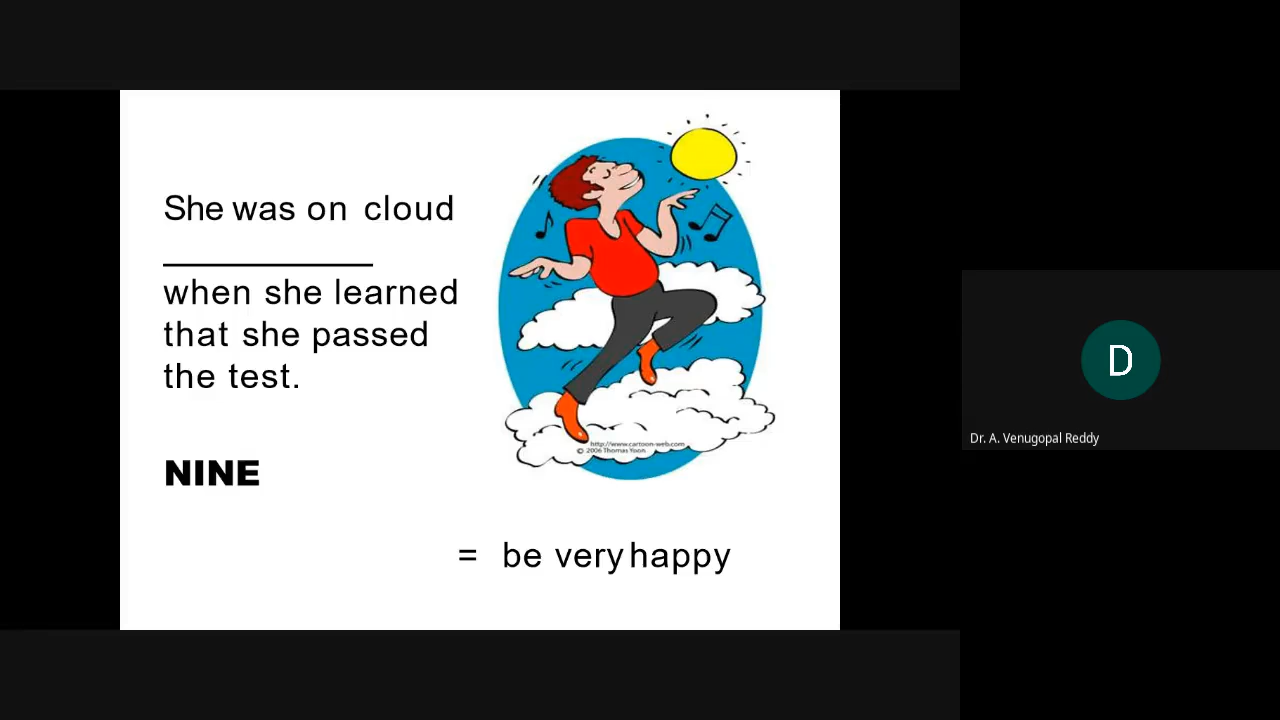 She was on cloud
__________
when she learned
that she passed
the test.
NINE
http://www.cartoon-web.com
© 2006 Thomas Yoon
= be very happy
D
Dr. A. Venugopal Reddy